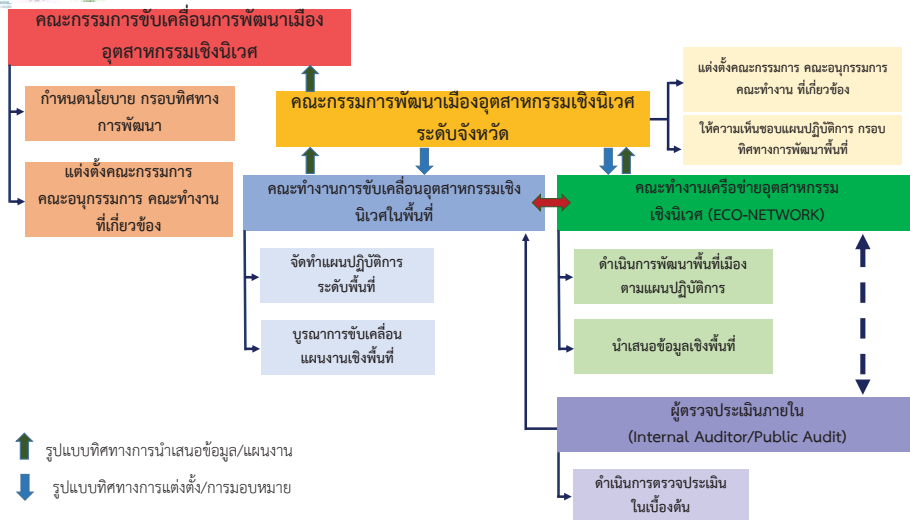 คณะกรรมการขับเคลื่อนการพัฒนาเมือง
อุตสาหกรรมเชิงนิเวศ
กำหนดนโยบาย กรอบทิศทาง
การพัฒนา
แต่งตั้งคณะกรรมการ
คณะอนุกรรมการ คณะทำงาน
ที่เกี่ยวข้อง
คณะกรรมการพัฒนาเมืองอุตสาหกรรมเชิงนิเวศ
ระดับจังหวัด
แต่งตั้งคณะกรรมการ คณะอนุกรรมการ
คณะทำงาน ที่เกี่ยวข้อง
ให้ความเห็นชอบแผนปฏิบัติการ กรอบ
ทิศทางการพัฒนาพื้นที่
คณะทำงานการขับเคลื่อนอุตสาหกรรมเชิง
นิเวศในพื้นที่
จัดทำแผนปฏิบัติการ
ระดับพื้นที่
บูรณาการขับเคลื่อน
แผนงานเชิงพื้นที่
คณะทำงานเครือข่ายอุตสาหกรรม
เชิงนิเวศ (ECO-NETWORK)
ดำเนินการพัฒนาพื้นที่เมือง
ตามแผนปฏิบัติการ
นำเสนอข้อมูลเชิงพื้นที่
ผู้ตรวจประเมินภายใน
(Internal Auditor/Public Audit)
ดำเนินการตรวจประเมิน
ในเบื้องต้น
รูปแบบทิศทางการนำเสนอข้อมูล/แผนงาน
รูปแบบทิศทางการแต่งตั้ง/การมอบหมาย